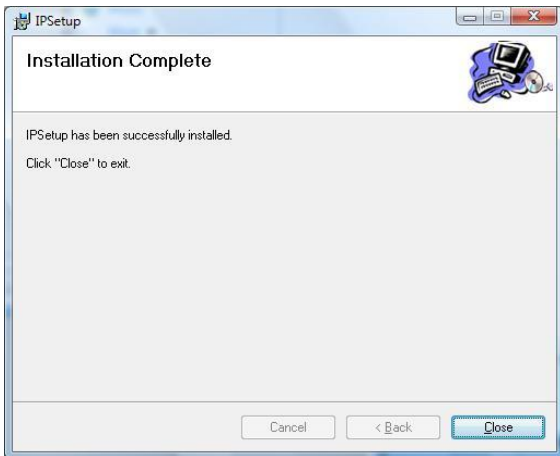 IPSetup
Installation Complete
IPSetup has been successfully installed.
Click "Close" to exit.
Cancel
< Back
Close